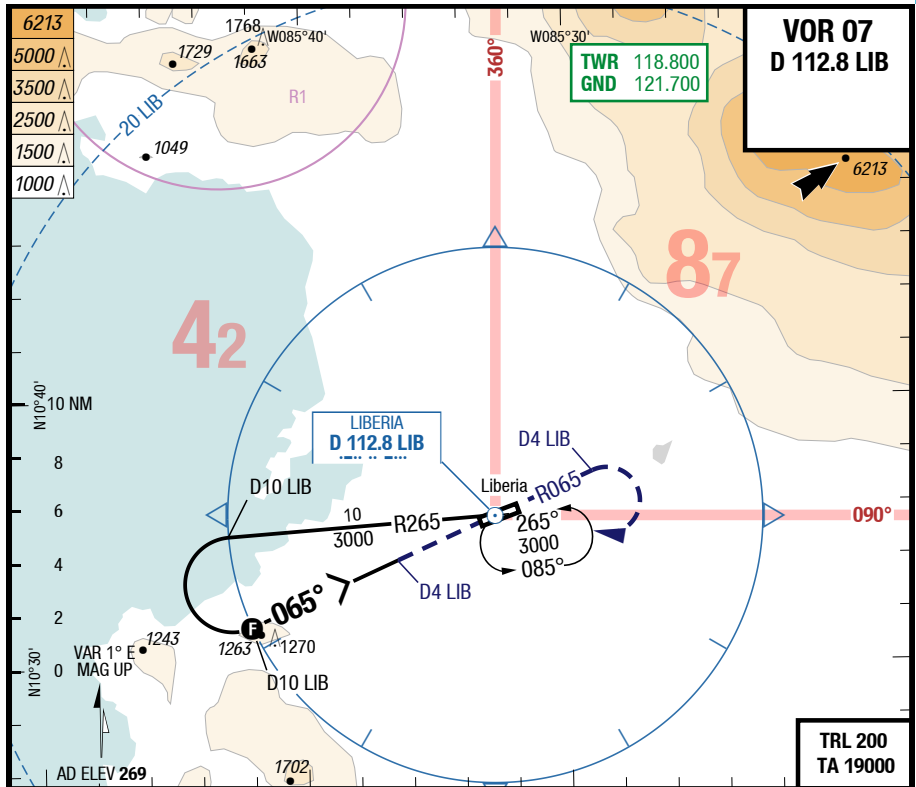 6213
5000
3500
2500
1500
1000
1768
1663
1729
W085°40'
W085°30'
360°
TWR 118.800
GND 121.700
VOR 07
D 112.8 LIB
20 LIB
R1
1049
6213
87
42
N10°40'
10 NM
8
6
4
2
0
N10°30'
LIBERIA
D 112.8 LIB
D4 LIB
Liberia
R065
D10 LIB
10
3000
R265
265°
3000
085°
090°
D4 LIB
065°
F
1263
1270
D10 LIB
1243
VAR 1° E
MAG UP
AD ELEV 269
1702
TRL 200
TA 19000